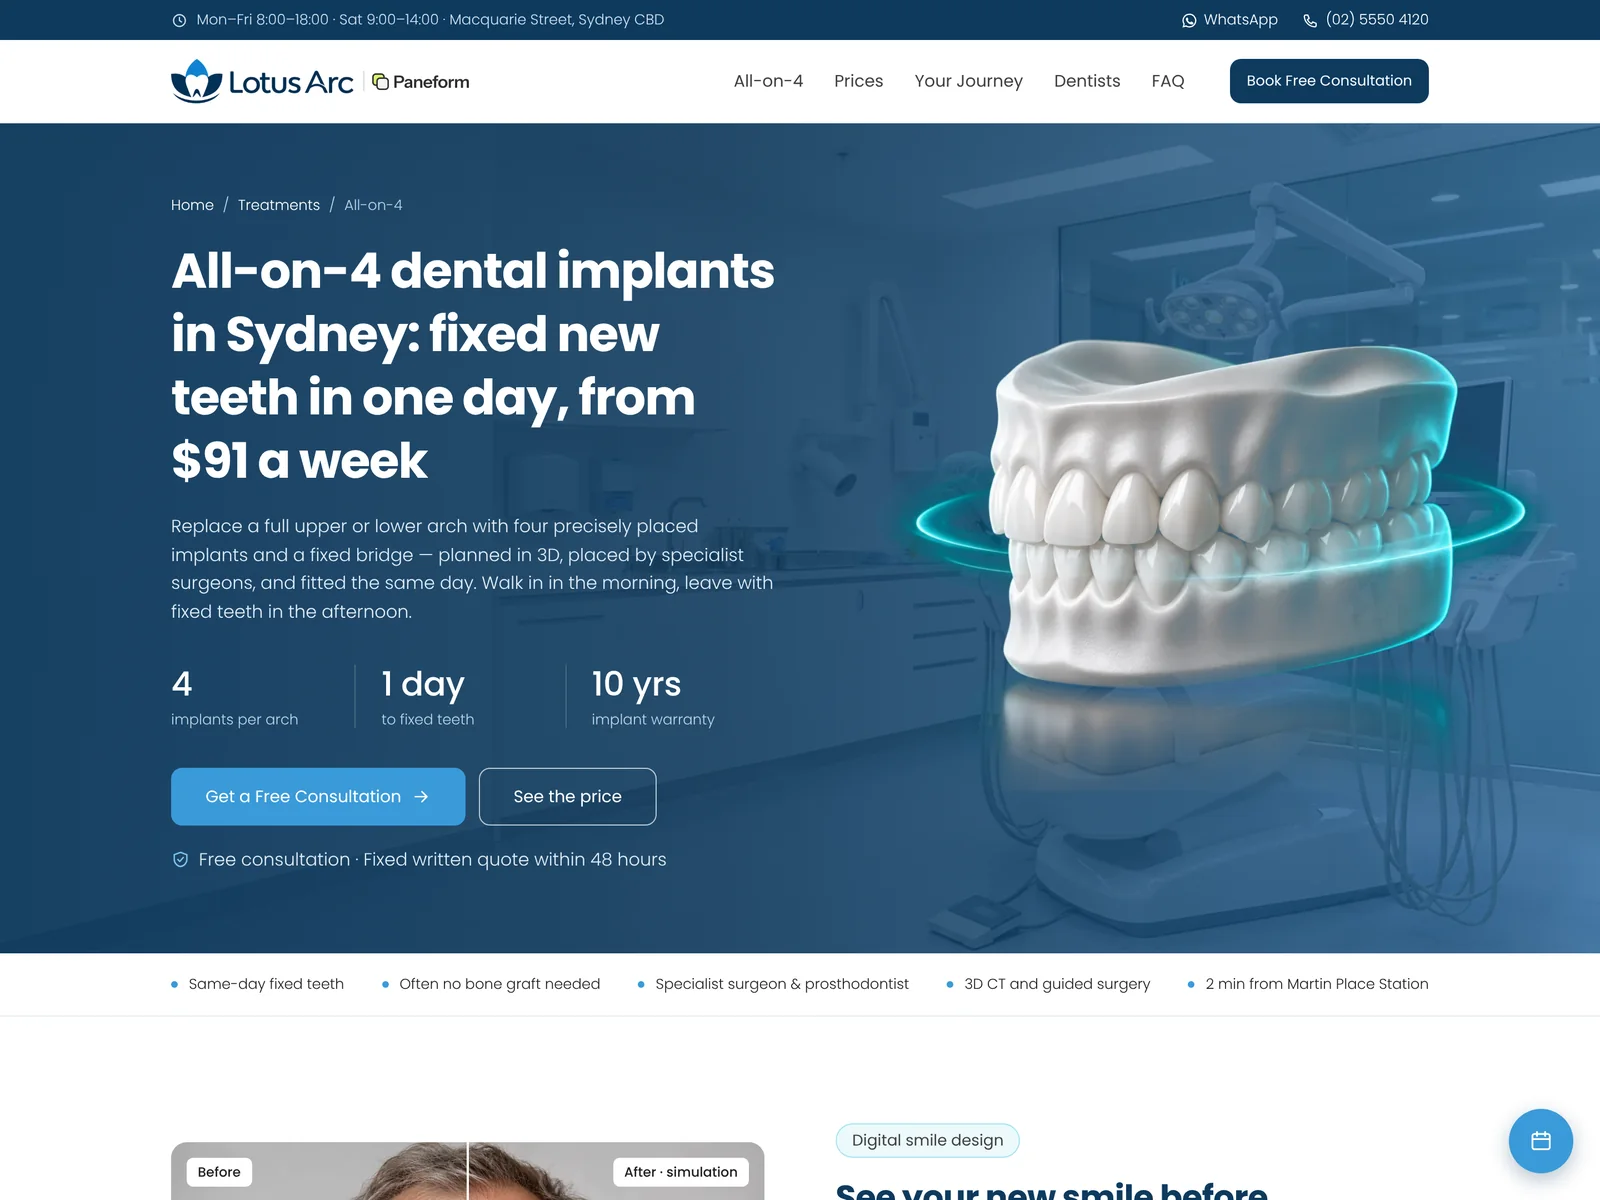 Mon–Fri 8:00–18:00 · Sat 9:00–14:00 · Macquarie Street, Sydney CBD
WhatsApp
(02) 5550 4120
Lotus Arc
Paneform
All-on-4
Prices
Your Journey
Dentists
FAQ
Book Free Consultation
Home / Treatments / All-on-4
All-on-4 dental implants
in Sydney: fixed new
teeth in one day, from
$91 a week
Replace a full upper or lower arch with four precisely placed
implants and a fixed bridge — planned in 3D, placed by specialist
surgeons, and fitted the same day. Walk in in the morning, leave with
fixed teeth in the afternoon.
4
implants per arch
1 day
to fixed teeth
10 yrs
implant warranty
Get a Free Consultation →
See the price
Free consultation · Fixed written quote within 48 hours
Same-day fixed teeth
Often no bone graft needed
Specialist surgeon & prosthodontist
3D CT and guided surgery
2 min from Martin Place Station
Before
After · simulation
Digital smile design
See your new smile before